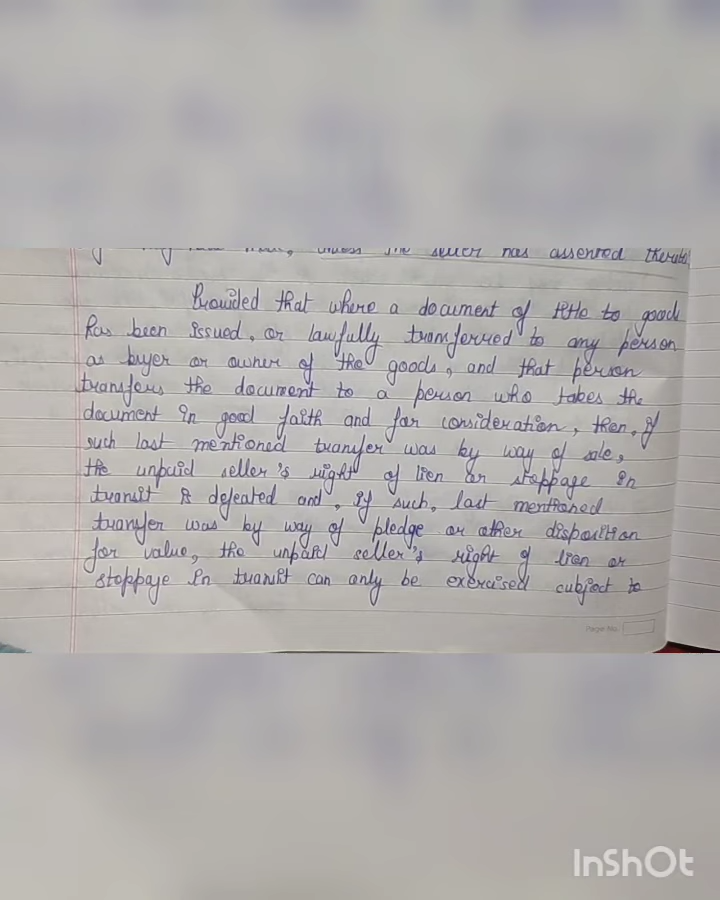 the seller has assented thereto
Provided that where a document of title to good
has been issued, or lawfully transferred to any person
as buyer or owner of the goods, and that person
transfers the document to a person who takes the
document in good faith and for consideration, then, if
such last mentioned transfer was by way of sale,
the unpaid seller's right of lien or stoppage in
transit is defeated and, if such, last mentioned
transfer was by way of pledge or other disposition
for value, the unpaid seller's right of lien or
stoppage in transit can only be exercised subject to
Page No.
InShOt